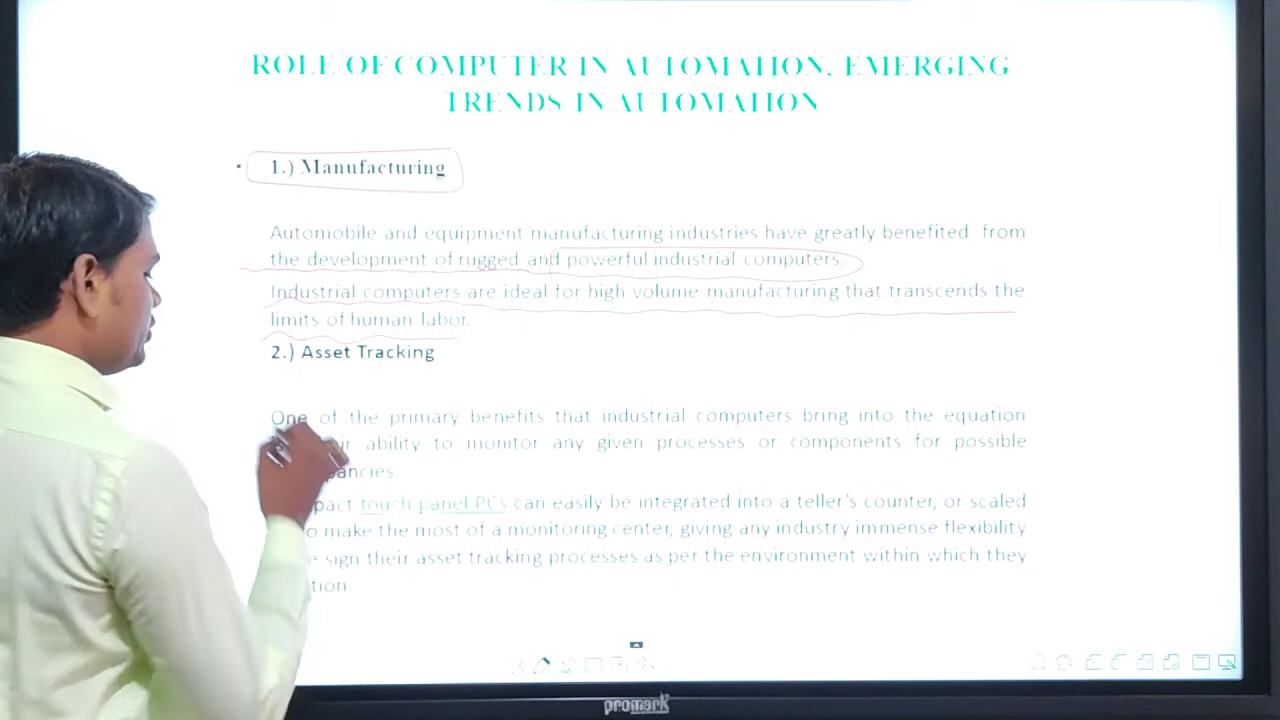 ROLE OF COMPUTER IN AUTOMATION, EMERGING
TRENDS IN AUTOMATION
• 1.) Manufacturing
Automobile and equipment manufacturing industries have greatly benefited from
the development of rugged and powerful industrial computers.
Industrial computers are ideal for high volume manufacturing that transcends the
limits of human labor.
2.) Asset Tracking
One of the primary benefits that industrial computers bring into the equation
ability to monitor any given processes or components for possible
pancies
pact touch panel PCs can easily be integrated into a teller's counter, or scaled
o make the most of a monitoring center, giving any industry immense flexibility
e sign their asset tracking processes as per the environment within which they
tion
promark